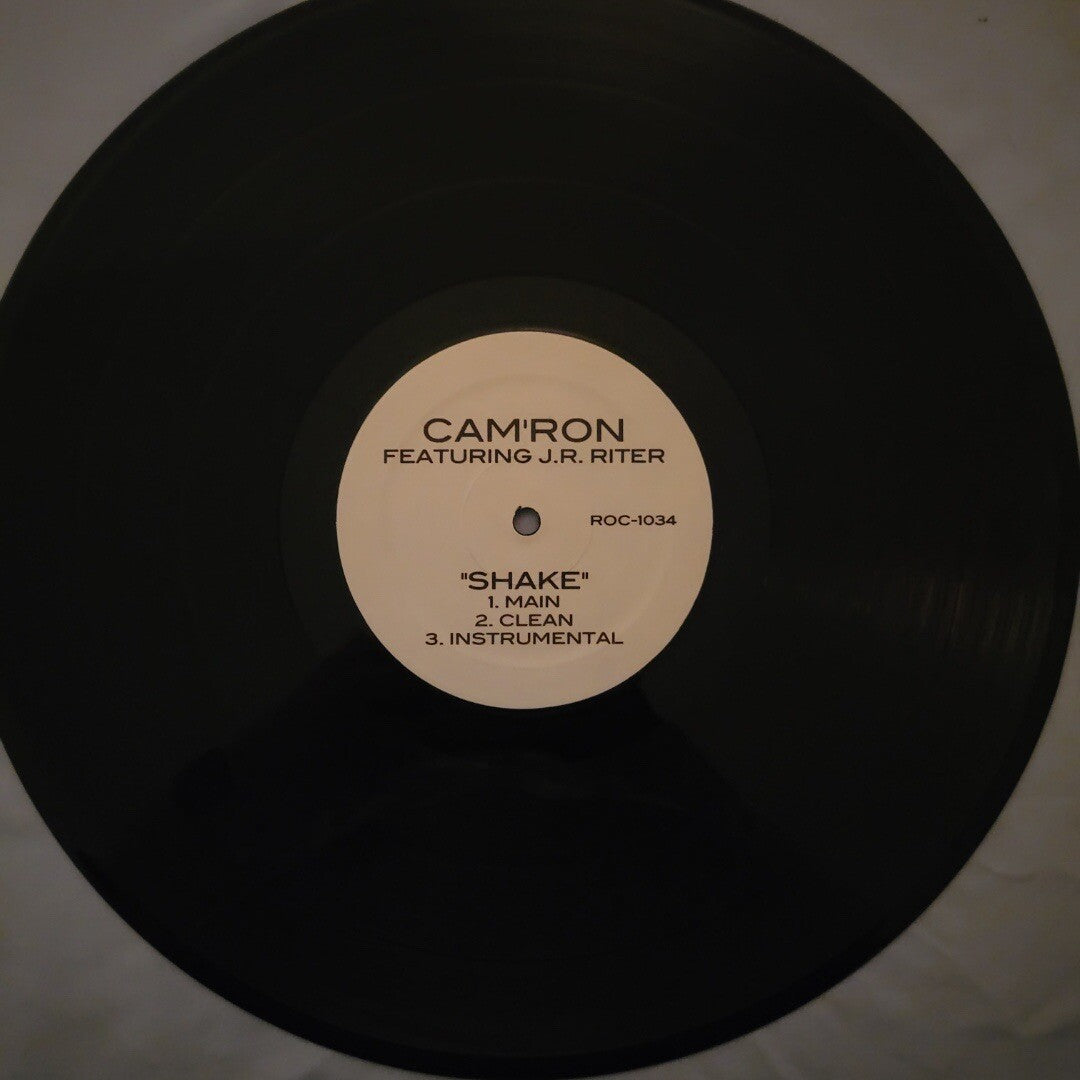 CAM'RON
FEATURING J.R. RITER
ROC-1034
"SHAKE"
1. MAIN
2. CLEAN
3. INSTRUMENTAL